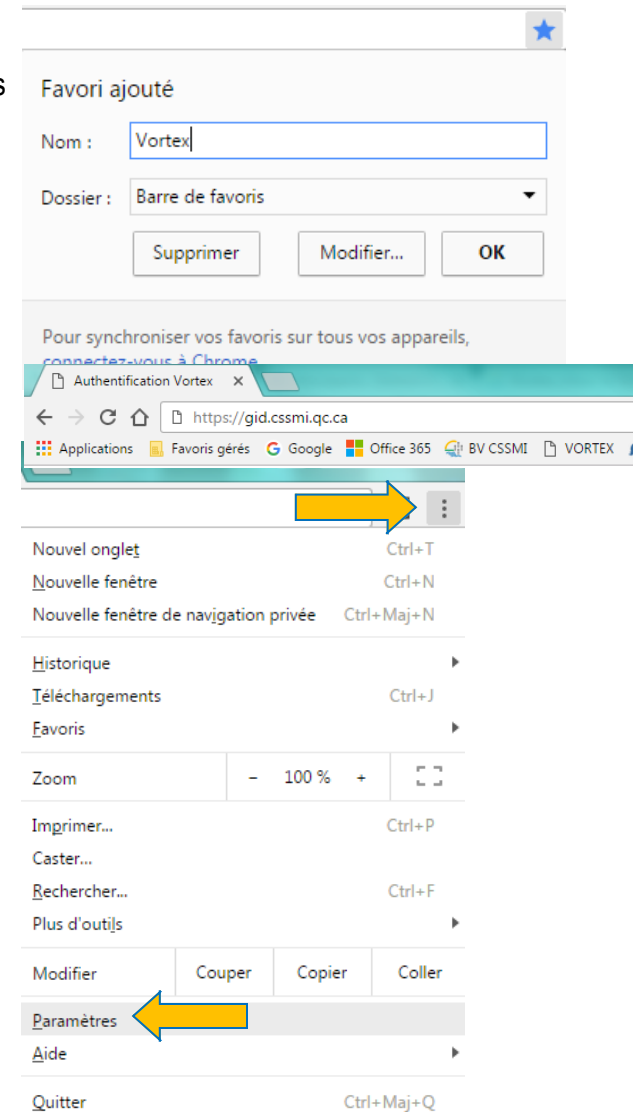 s
Favori ajouté
Nom : Vortex
Dossier : Barre de favoris
Supprimer Modifier... OK
Pour synchroniser vos favoris sur tous vos appareils,
connectez-vous à Chrome
Authentification Vortex ×
https://gid.cssmi.qc.ca
Applications Favoris gérés Google Office 365 BV CSSMI VORTEX
Nouvel onglet Ctrl+T
Nouvelle fenêtre Ctrl+N
Nouvelle fenêtre de navigation privée Ctrl+Maj+N
Historique
Téléchargements Ctrl+J
Favoris
Zoom - 100 % +
Imprimer... Ctrl+P
Caster...
Rechercher... Ctrl+F
Plus d'outils
Modifier Couper Copier Coller
Paramètres
Aide
Quitter Ctrl+Maj+Q